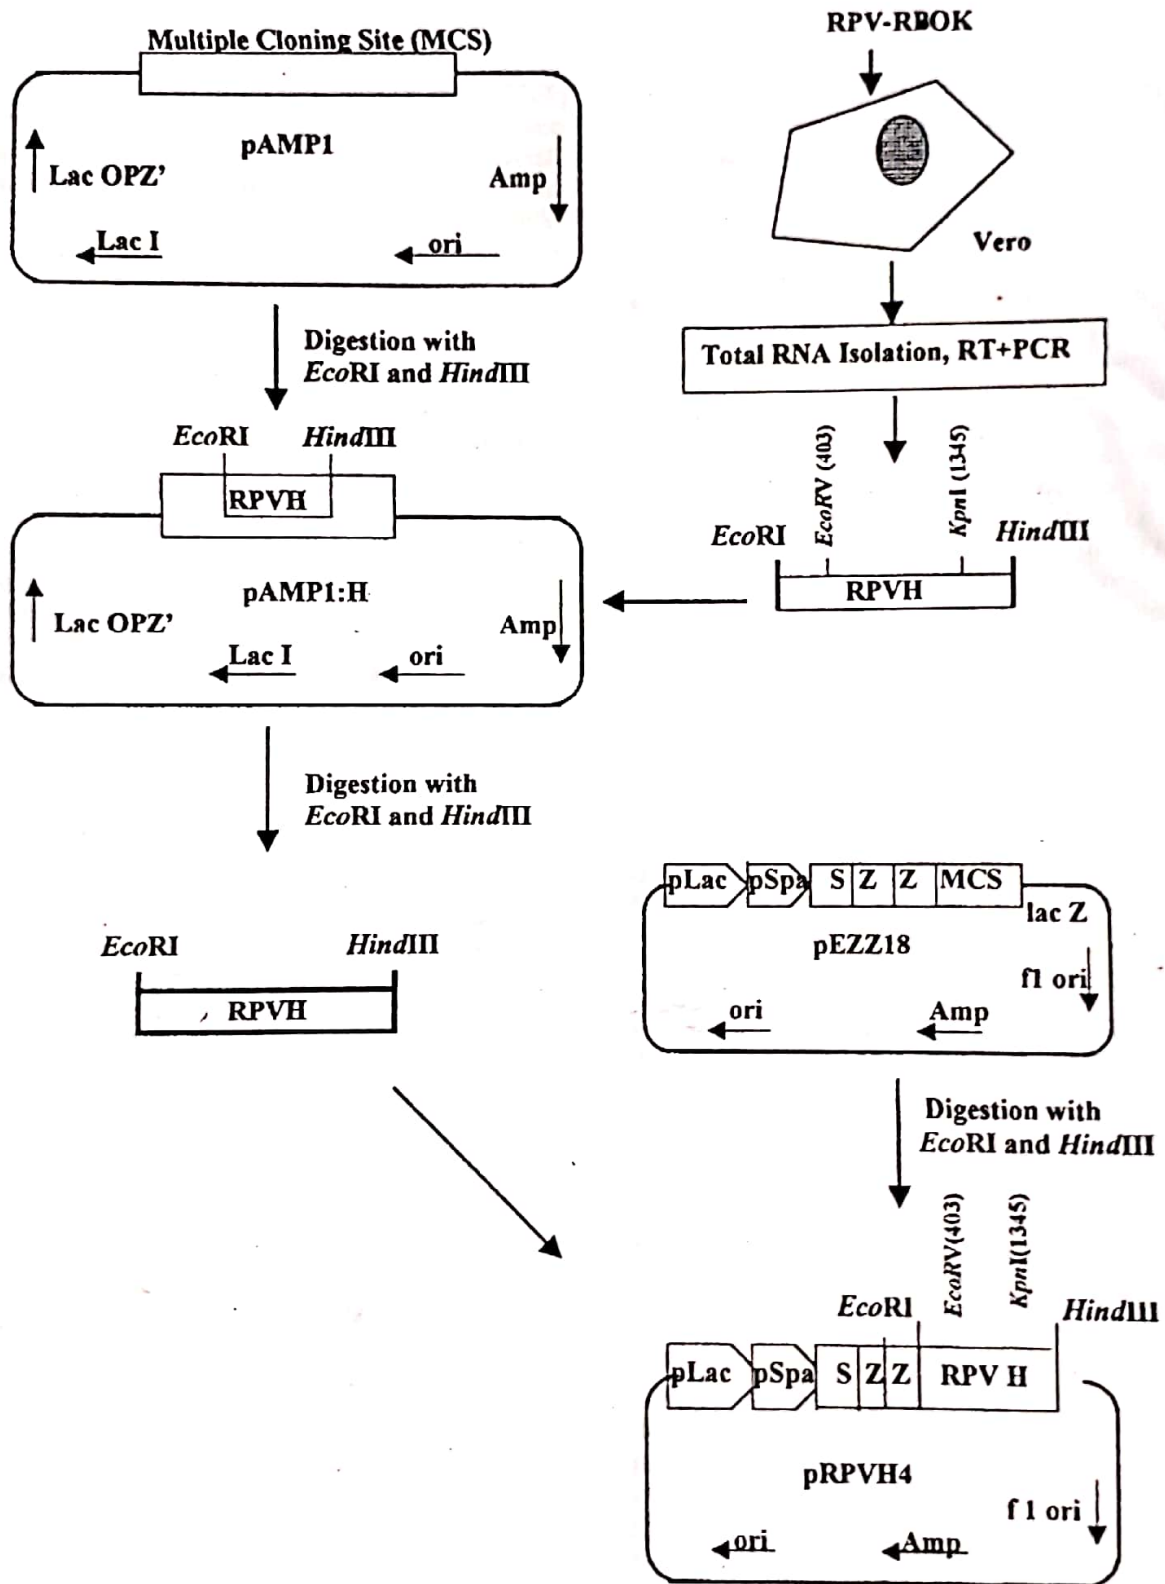 Multiple Cloning Site (MCS)
pAMP1
Lac OPZ'
Amp
Lac I
ori
Digestion with
EcoRI and HindIII
EcoRI
HindIII
RPVH
pAMP1:H
Lac OPZ'
Amp
Lac I
ori
Digestion with
EcoRI and HindIII
EcoRI
HindIII
RPVH
RPV-RBOK
Vero
Total RNA Isolation, RT+PCR
EcoRI
EcoRV (403)
KpnI (1345)
HindIII
RPVH
pLac
pSpa
S
Z
Z
MCS
lac Z
pEZZ18
f1 ori
ori
Amp
Digestion with
EcoRI and HindIII
EcoRI
EcoRV(403)
KpnI(1345)
HindIII
pLac
pSpa
S
Z
Z
RPV H
pRPVH4
f 1 ori
ori
Amp